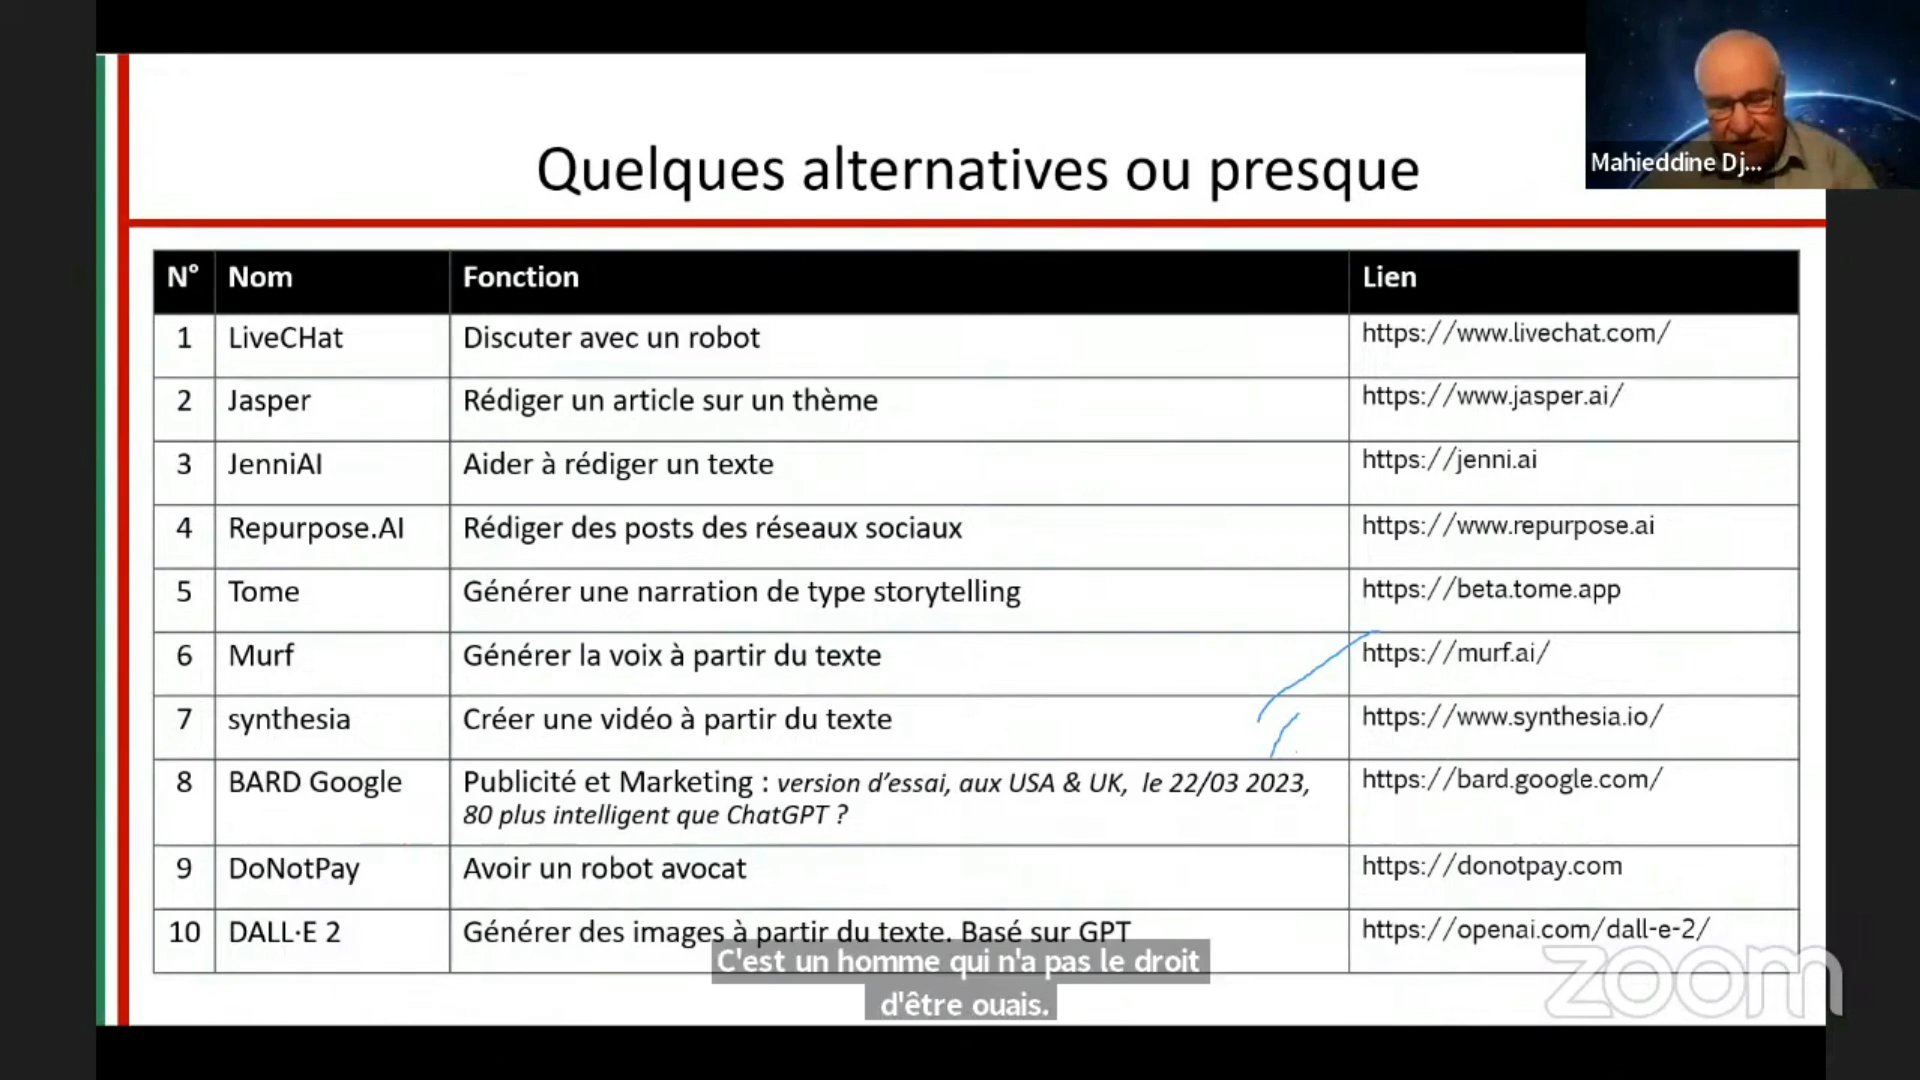 Mahieddine Dj...
Quelques alternatives ou presque
N° Nom Fonction Lien
1 LiveCHat Discuter avec un robot https://www.livechat.com/
2 Jasper Rédiger un article sur un thème https://www.jasper.ai/
3 JenniAI Aider à rédiger un texte https://jenni.ai
4 Repurpose.AI Rédiger des posts des réseaux sociaux https://www.repurpose.ai
5 Tome Générer une narration de type storytelling https://beta.tome.app
6 Murf Générer la voix à partir du texte https://murf.ai/
7 synthesia Créer une vidéo à partir du texte https://www.synthesia.io/
8 BARD Google Publicité et Marketing : version d’essai, aux USA & UK, le 22/03 2023, https://bard.google.com/
80 plus intelligent que ChatGPT ?
9 DoNotPay Avoir un robot avocat https://donotpay.com
10 DALL·E 2 Générer des images à partir du texte. Basé sur GPT https://openai.com/dall-e-2/
C'est un homme qui n'a pas le droit
d'être ouais.
zoom